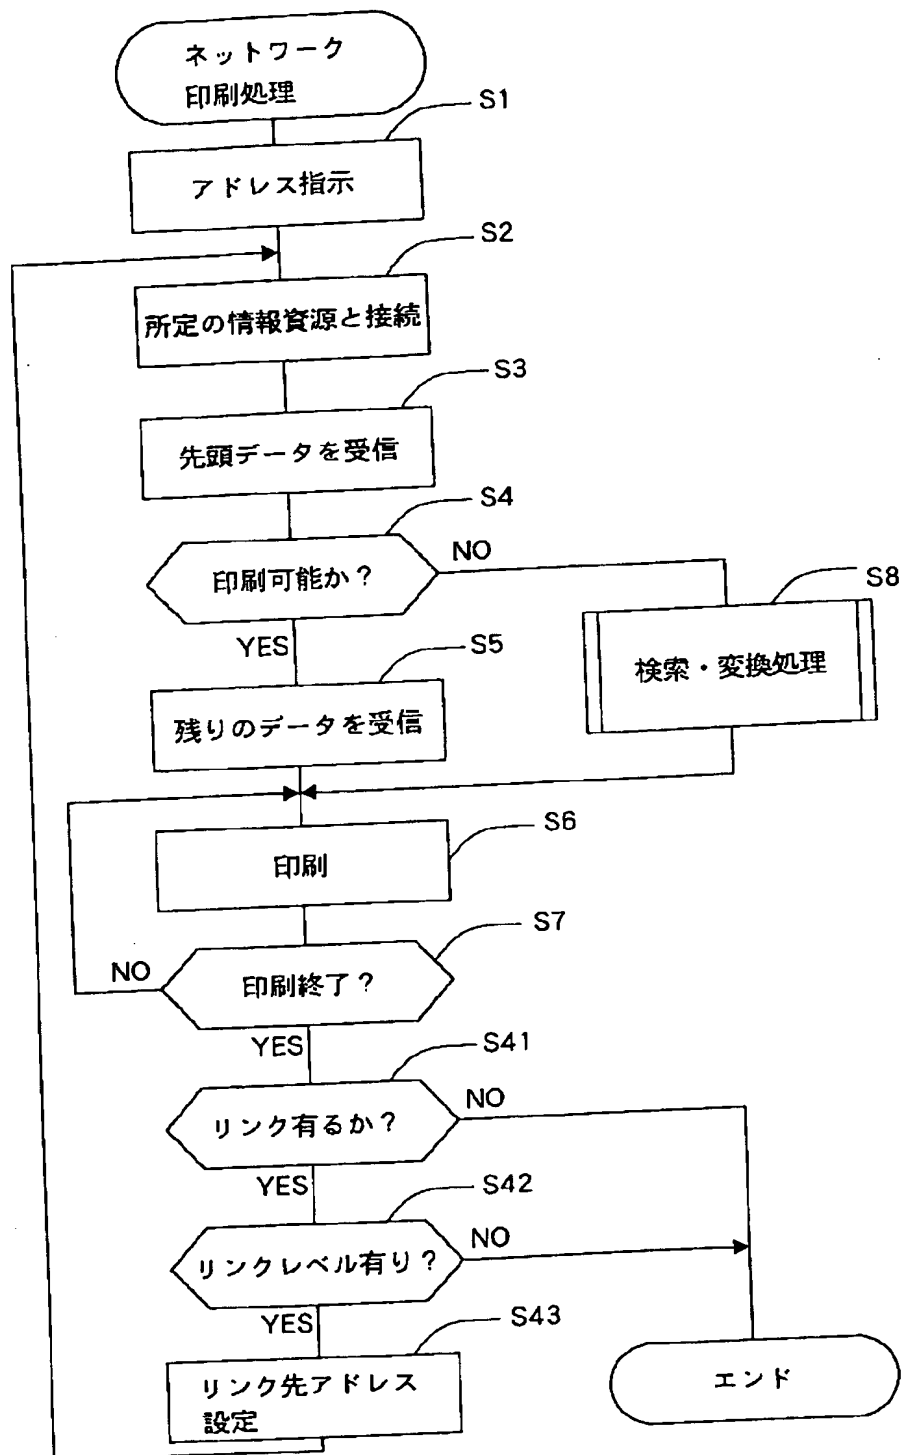 ネットワーク
印刷処理
S1
アドレス指示
S2
所定の情報資源と接続
S3
先頭データを受信
S4
印刷可能か？
NO
S8
検索・変換処理
YES
S5
残りのデータを受信
S6
印刷
S7
印刷終了？
NO
YES
S41
リンク有るか？
NO
YES
S42
リンクレベル有り？
NO
YES
S43
リンク先アドレス
設定
エンド